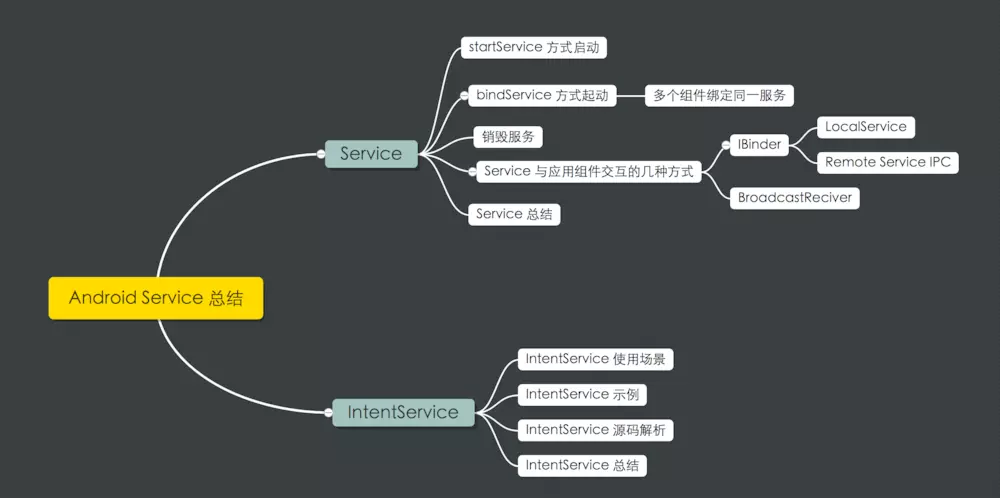 Android Service 总结
Service
startService 方式启动
bindService 方式起动
多个组件绑定同一服务
销毁服务
Service 与应用组件交互的几种方式
IBinder
LocalService
Remote Service IPC
BroadcastReciver
Service 总结
IntentService
IntentService 使用场景
IntentService 示例
IntentService 源码解析
IntentService 总结